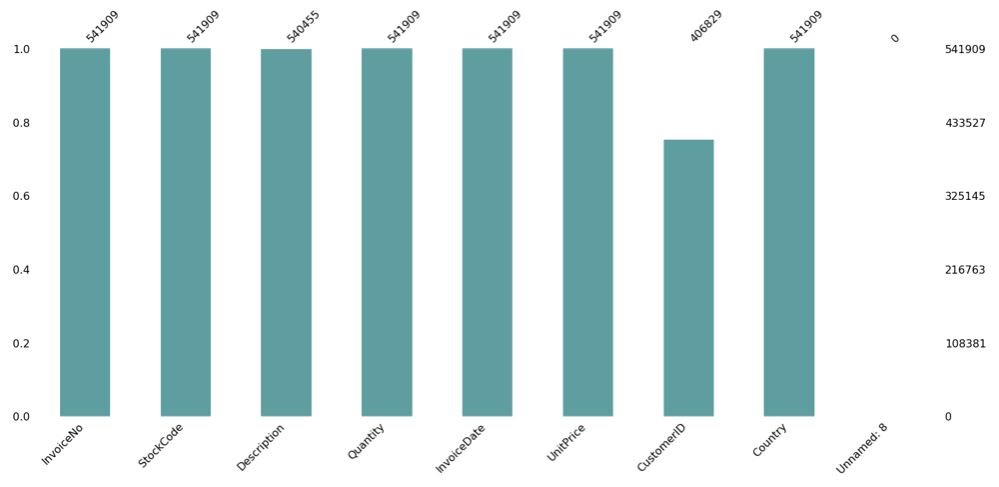 541909
541909
540455
541909
541909
541909
406829
541909
0
1.0
541909
0.8
433527
0.6
325145
0.4
216763
0.2
108381
0.0
0
InvoiceNo
StockCode
Description
Quantity
InvoiceDate
UnitPrice
CustomerID
Country
Unnamed: 8